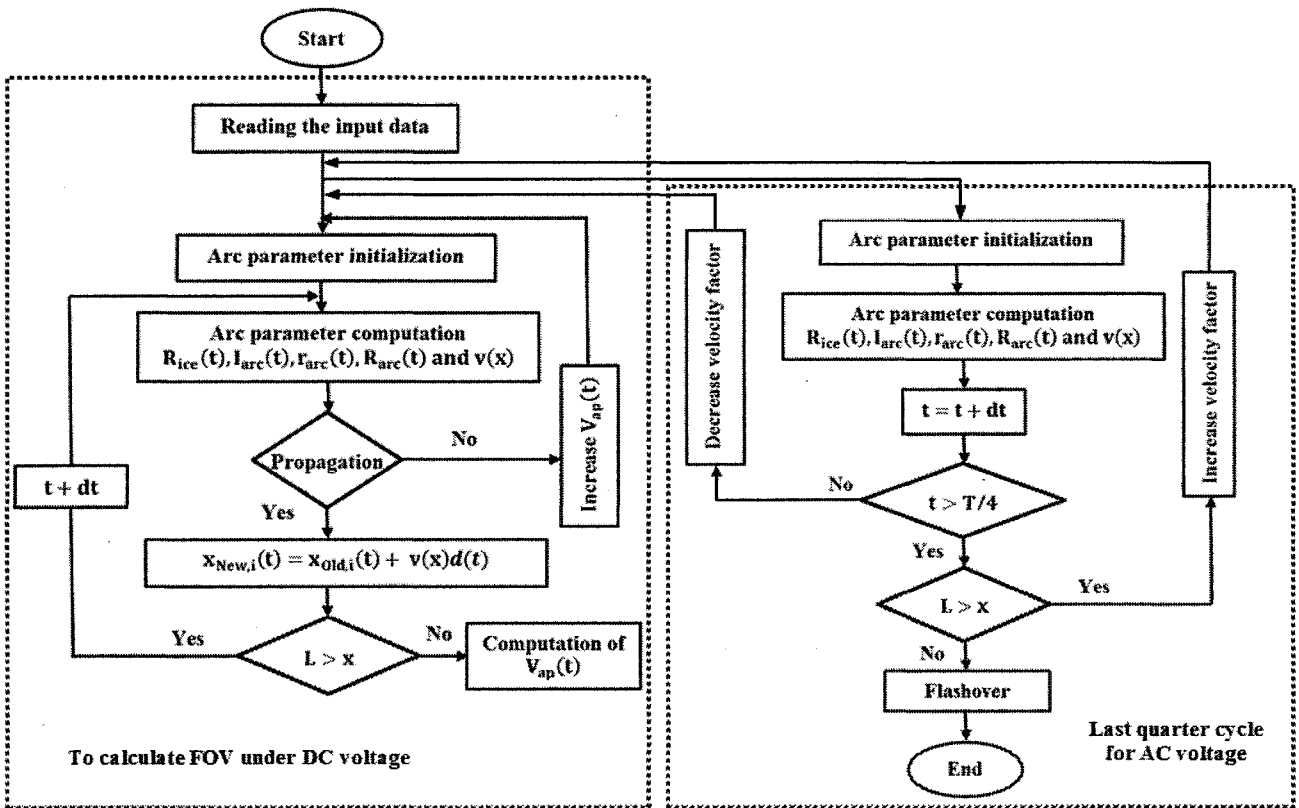 Start
Reading the input data
Arc parameter initialization
Arc parameter computation
R_ice(t), I_arc(t), r_arc(t), R_arc(t) and v(x)
Propagation
No
Increase V_ap(t)
Yes
t + dt
x_New,i(t) = x_Old,i(t) + v(x)d(t)
L > x
Yes
No
Computation of
V_ap(t)
To calculate FOV under DC voltage
Arc parameter initialization
Arc parameter computation
R_ice(t), I_arc(t), r_arc(t), R_arc(t) and v(x)
t = t + dt
t > T/4
No
Decrease velocity factor
Yes
L > x
Yes
Increase velocity factor
No
Flashover
End
Last quarter cycle
for AC voltage